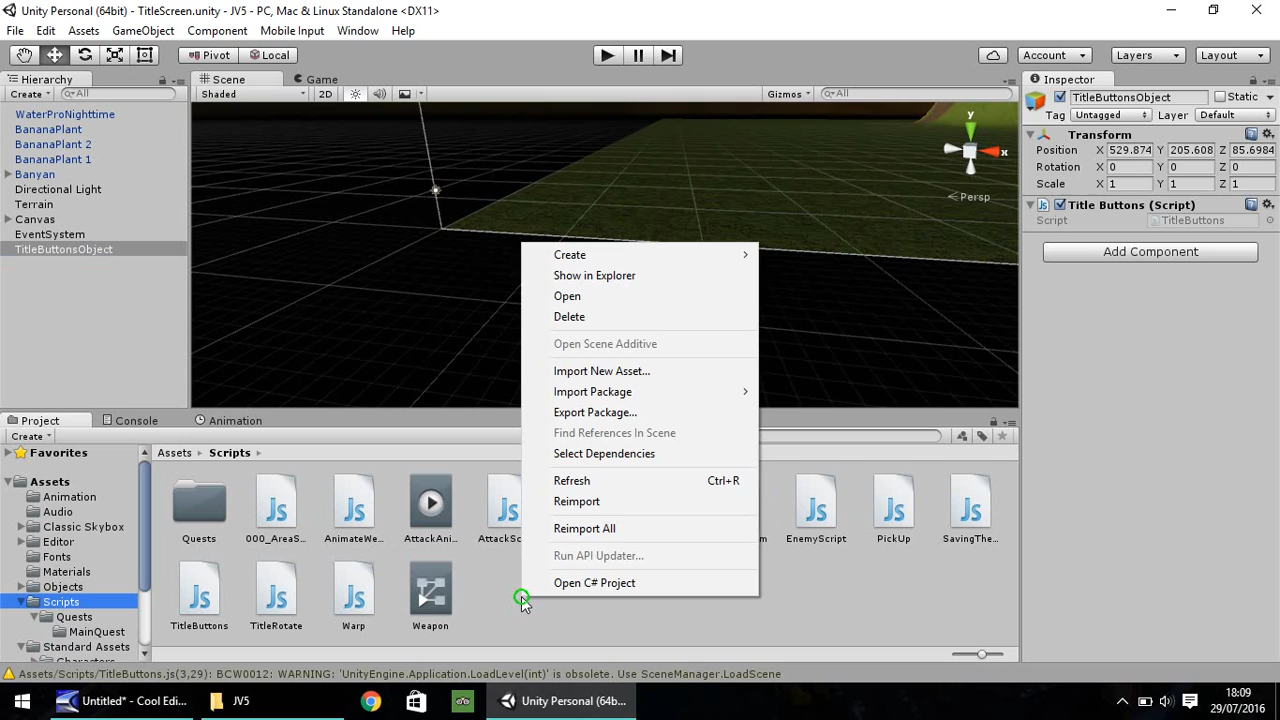 Unity Personal (64bit) - TitleScreen.unity - JV5 - PC, Mac & Linux Standalone <DX11>
File Edit Assets GameObject Component Mobile Input Window Help
Pivot Local Account Layers Layout
Hierarchy Scene Game Inspector
Create All Shaded 2D Gizmos All TitleButtonsObject Static
Tag Untagged Layer Default
WaterProNighttime
BananaPlant
BananaPlant 2
BananaPlant 1
Banyan
Directional Light
Terrain
Canvas
EventSystem
TitleButtonsObject
y
x
Persp
Transform
Position X 529.874 Y 205.608 Z 85.6984
Rotation X 0 Y 0 Z 0
Scale X 1 Y 1 Z 1
Title Buttons (Script)
Script TitleButtons
Add Component
Create
Show in Explorer
Open
Delete
Open Scene Additive
Import New Asset...
Import Package
Export Package...
Find References In Scene
Select Dependencies
Refresh Ctrl+R
Reimport
Reimport All
Run API Updater...
Open C# Project
Project Console Animation
Create
Favorites
Assets
Animation
Audio
Classic Skybox
Editor
Fonts
Materials
Objects
Scripts
Quests
MainQuest
Standard Assets
Assets Scripts
Quests 000_AreaS... AnimateWe... AttackAni... EnemyScript PickUp SavingThe...
TitleButtons TitleRotate Warp Weapon
Assets/Scripts/TitleButtons.js(3,29): BCW0012: WARNING: 'UnityEngine.Application.LoadLevel(int)' is obsolete. Use SceneManager.LoadScene
Untitled* - Cool Edi... JV5 Unity Personal (64b...
18:09
29/07/2016